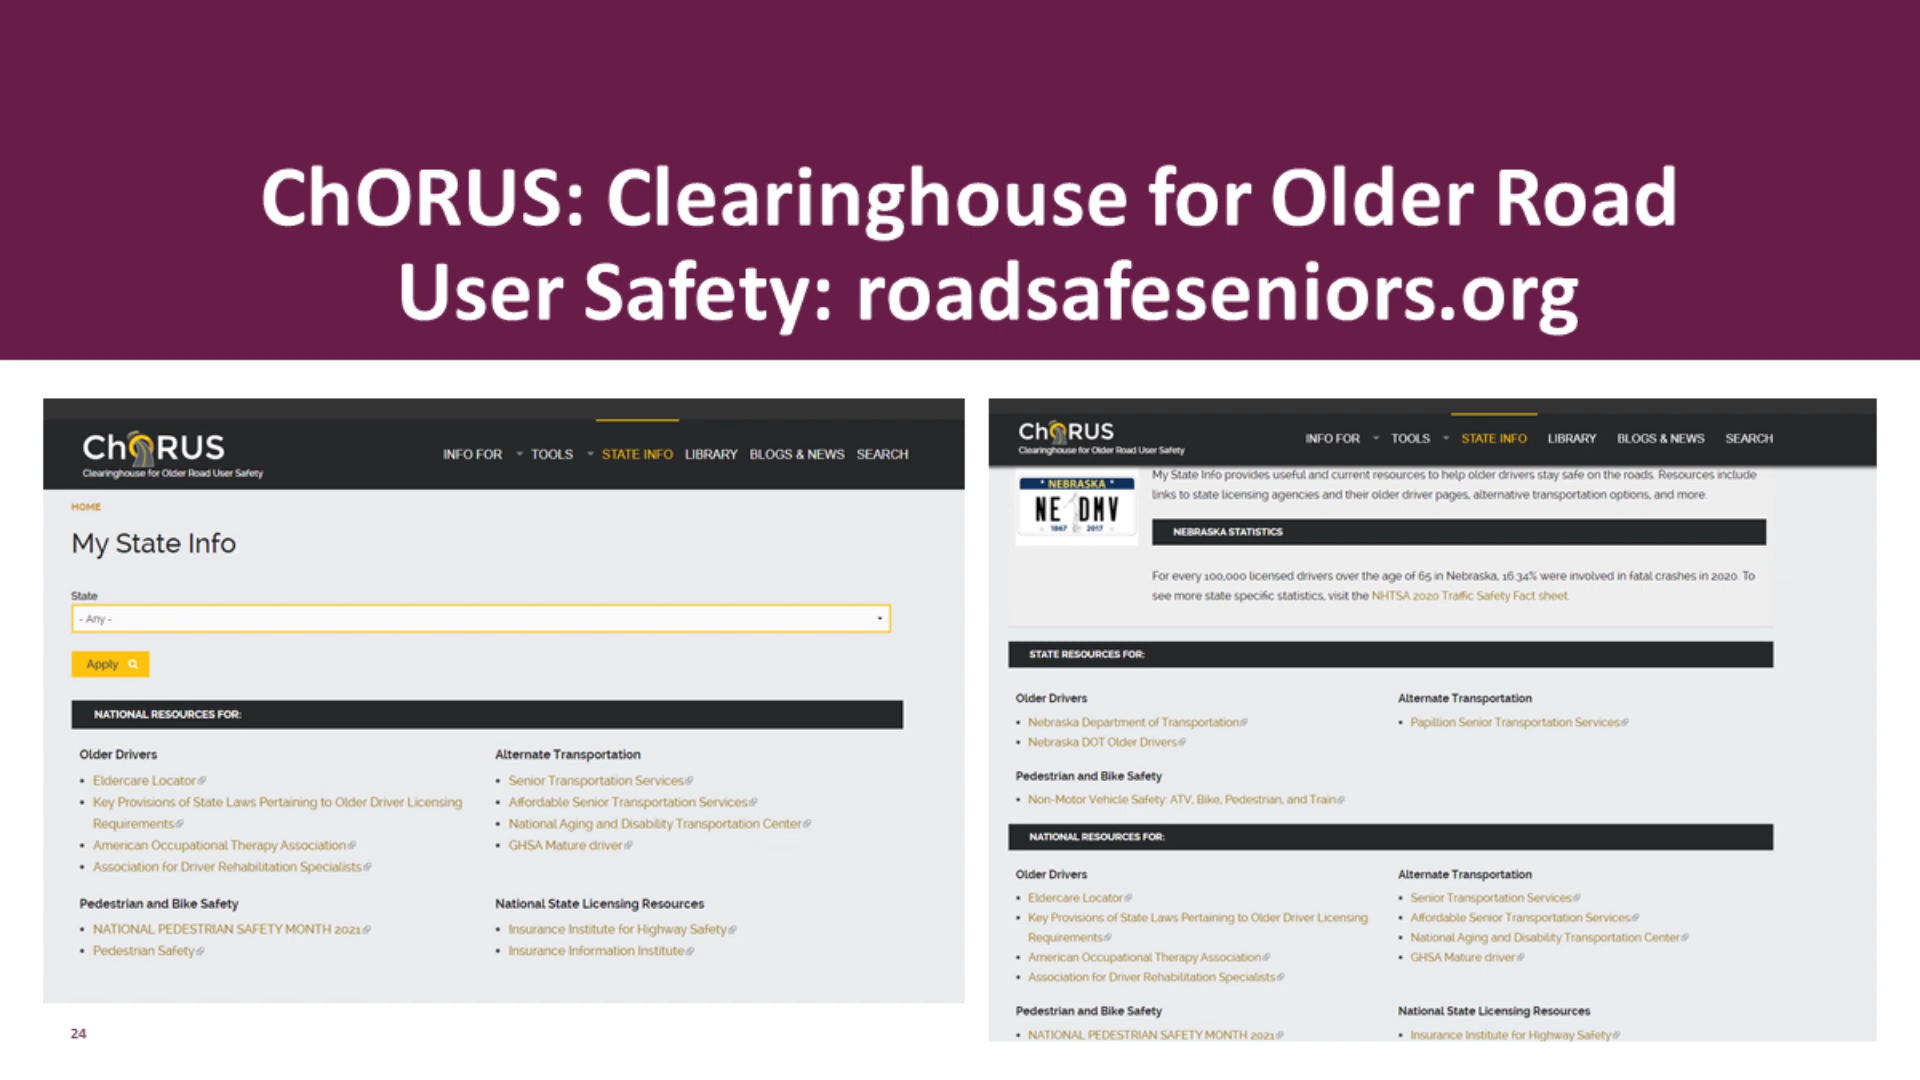 ChORUS: Clearinghouse for Older Road
User Safety: roadsafeseniors.org
ChORUS
Clearinghouse for Older Road User Safety
INFO FOR TOOLS STATE INFO LIBRARY BLOGS & NEWS SEARCH
HOME
My State Info
State
- Any -
Apply
NATIONAL RESOURCES FOR:
Older Drivers
• Eldercare Locator
• Key Provisions of State Laws Pertaining to Older Driver Licensing
Requirements
• American Occupational Therapy Association
• Association for Driver Rehabilitation Specialists
Alternate Transportation
• Senior Transportation Services
• Affordable Senior Transportation Services
• National Aging and Disability Transportation Center
• GHSA Mature driver
Pedestrian and Bike Safety
• NATIONAL PEDESTRIAN SAFETY MONTH 2021
• Pedestrian Safety
National State Licensing Resources
• Insurance Institute for Highway Safety
• Insurance Information Institute
24
ChORUS
Clearinghouse for Older Road User Safety
INFO FOR TOOLS STATE INFO LIBRARY BLOGS & NEWS SEARCH
NEBRASKA
NE DMV
1867 2017
My State Info provides useful and current resources to help older drivers stay safe on the roads. Resources include
links to state licensing agencies and their older driver pages, alternative transportation options, and more.
NEBRASKA STATISTICS
For every 100,000 licensed drivers over the age of 65 in Nebraska, 16.34% were involved in fatal crashes in 2020. To
see more state specific statistics, visit the NHTSA 2020 Traffic Safety Fact sheet.
STATE RESOURCES FOR:
Older Drivers
• Nebraska Department of Transportation
• Nebraska DOT Older Drivers
Alternate Transportation
• Papillion Senior Transportation Services
Pedestrian and Bike Safety
• Non-Motor Vehicle Safety: ATV, Bike, Pedestrian, and Train
NATIONAL RESOURCES FOR:
Older Drivers
• Eldercare Locator
• Key Provisions of State Laws Pertaining to Older Driver Licensing
Requirements
• American Occupational Therapy Association
• Association for Driver Rehabilitation Specialists
Alternate Transportation
• Senior Transportation Services
• Affordable Senior Transportation Services
• National Aging and Disability Transportation Center
• GHSA Mature driver
Pedestrian and Bike Safety
• NATIONAL PEDESTRIAN SAFETY MONTH 2021
National State Licensing Resources
• Insurance Institute for Highway Safety